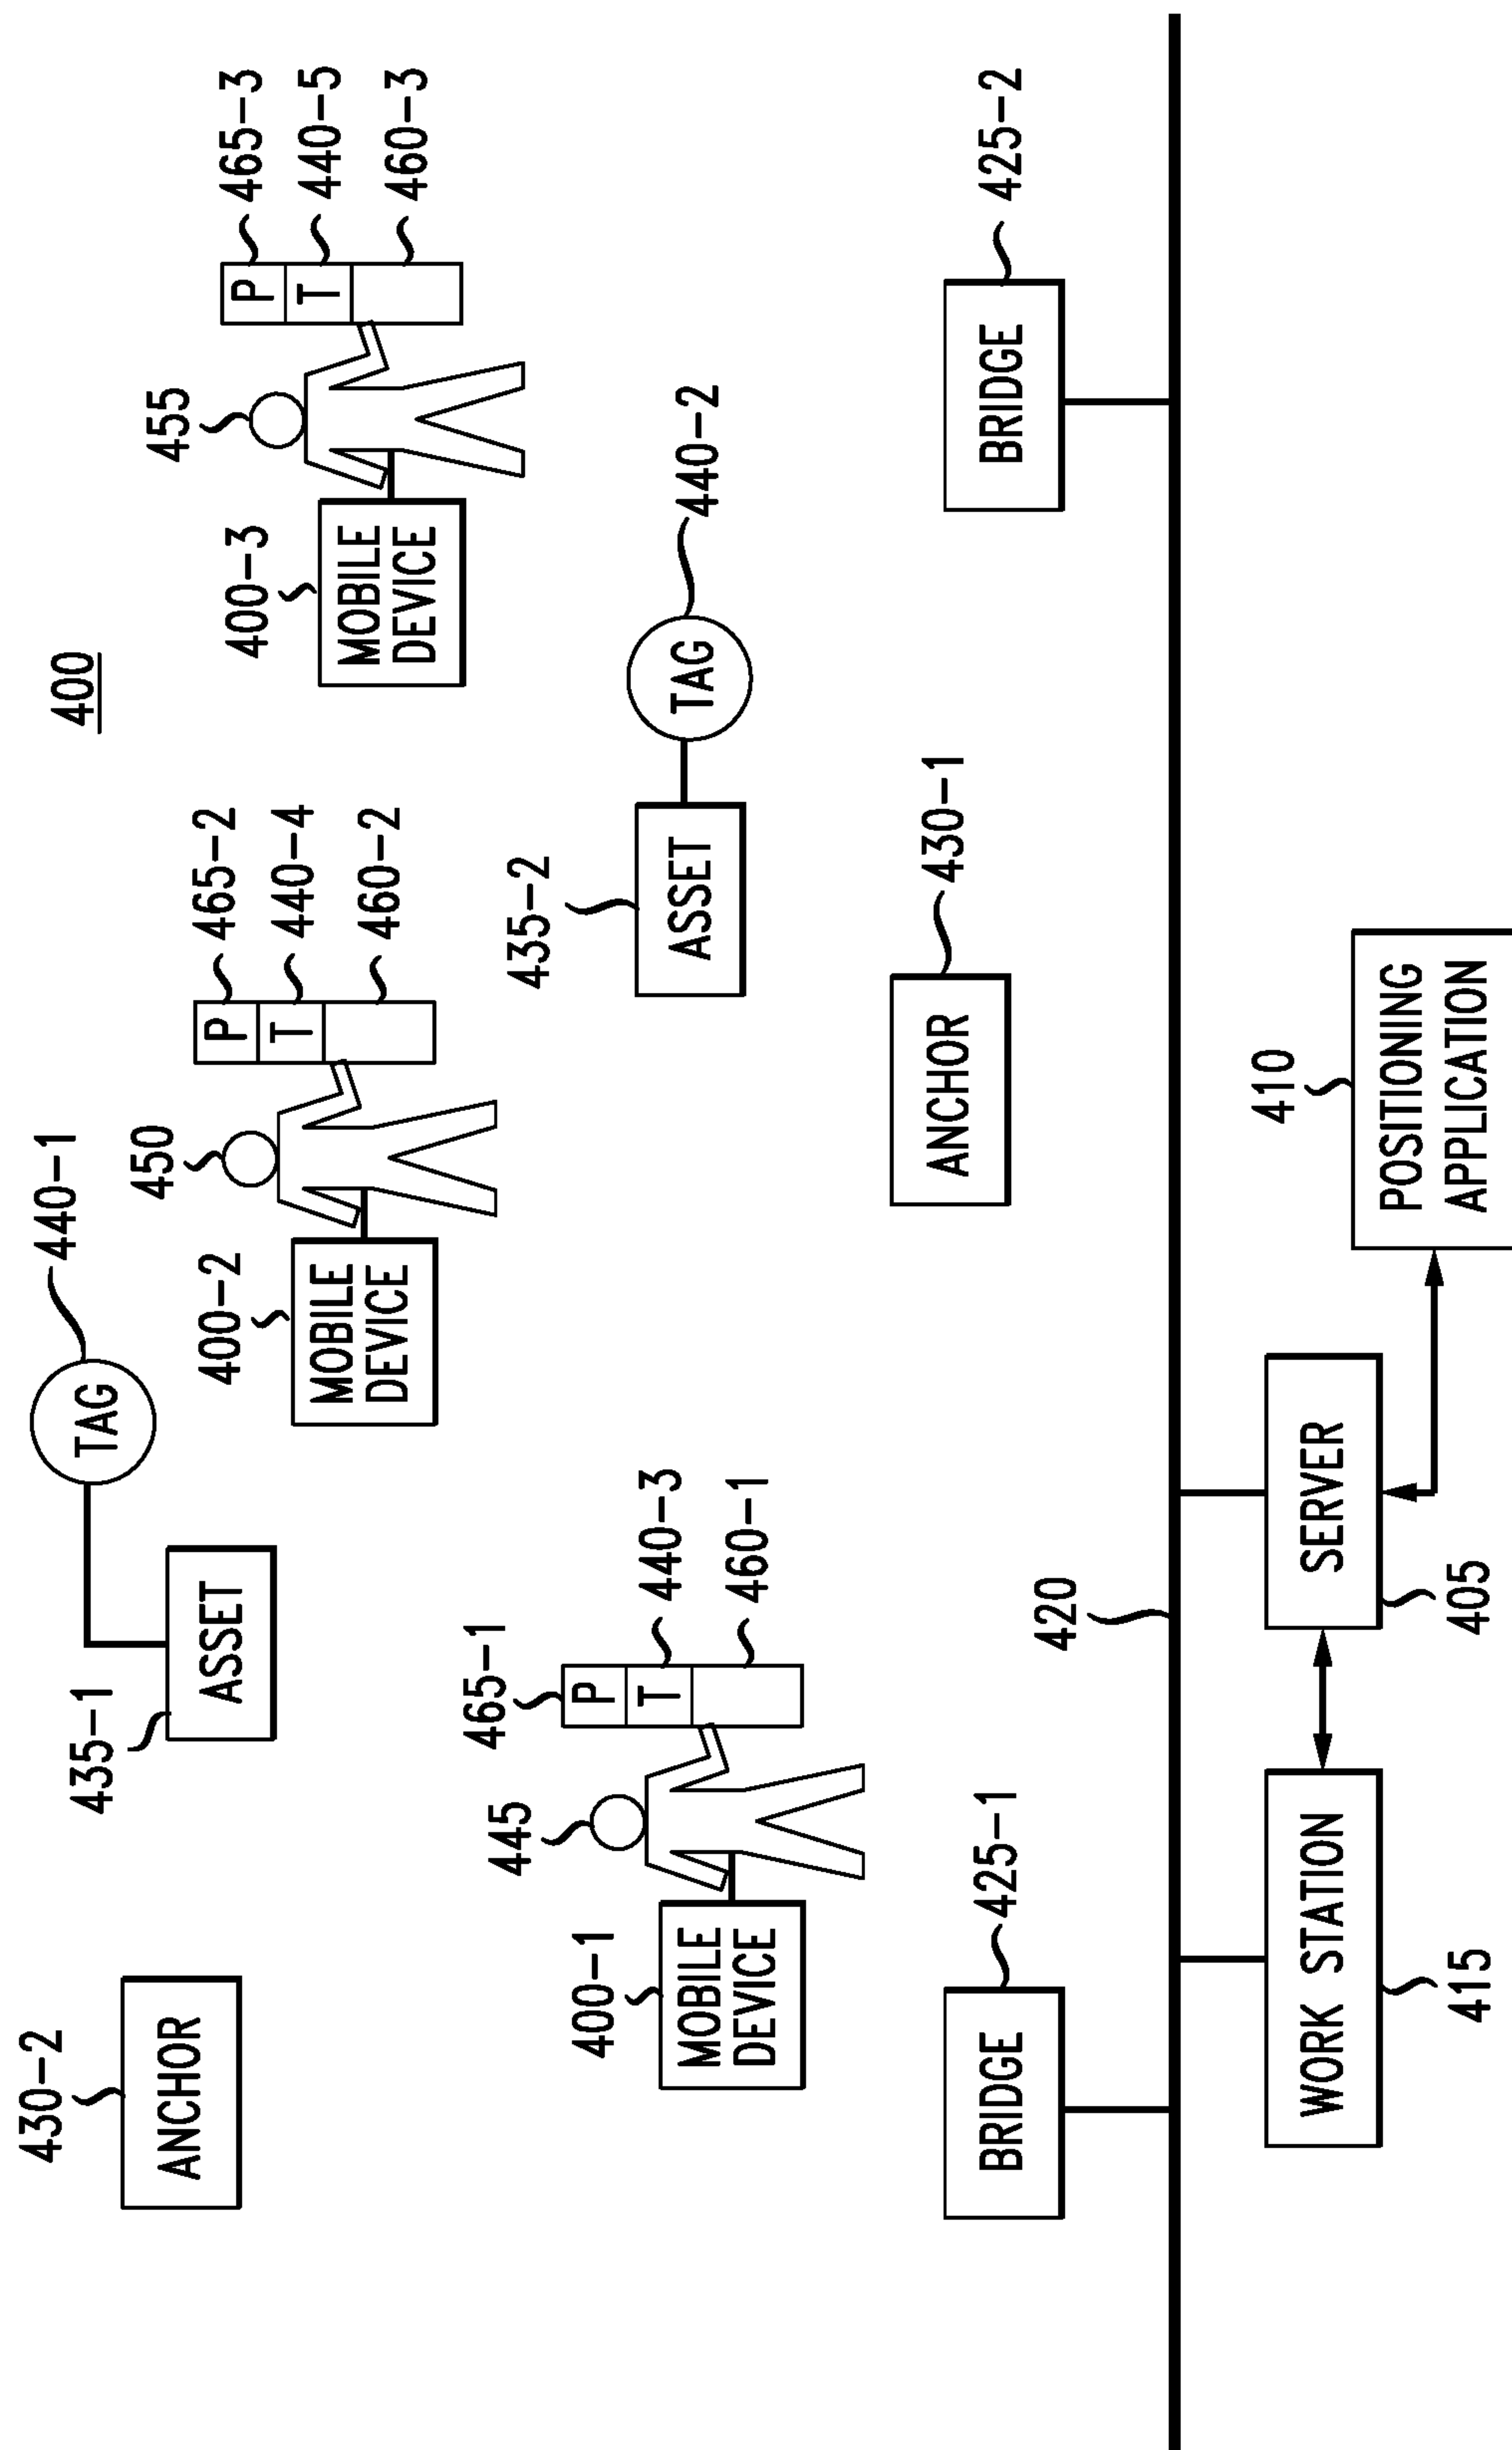 400
430-2
ANCHOR
435-1
ASSET
440-1
TAG
450
400-2
MOBILE
DEVICE
465-2
P
440-4
T
460-2
455
400-3
MOBILE
DEVICE
465-3
P
440-5
T
460-3
445
400-1
MOBILE
DEVICE
465-1
P
440-3
T
460-1
435-2
ASSET
440-2
TAG
430-1
ANCHOR
425-1
BRIDGE
425-2
BRIDGE
420
WORK STATION
415
SERVER
405
410
POSITIONING
APPLICATION